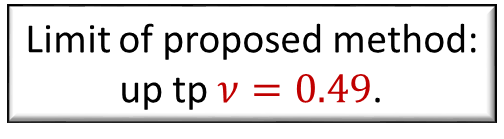 Limit of proposed method:
up tp ν = 0.49.